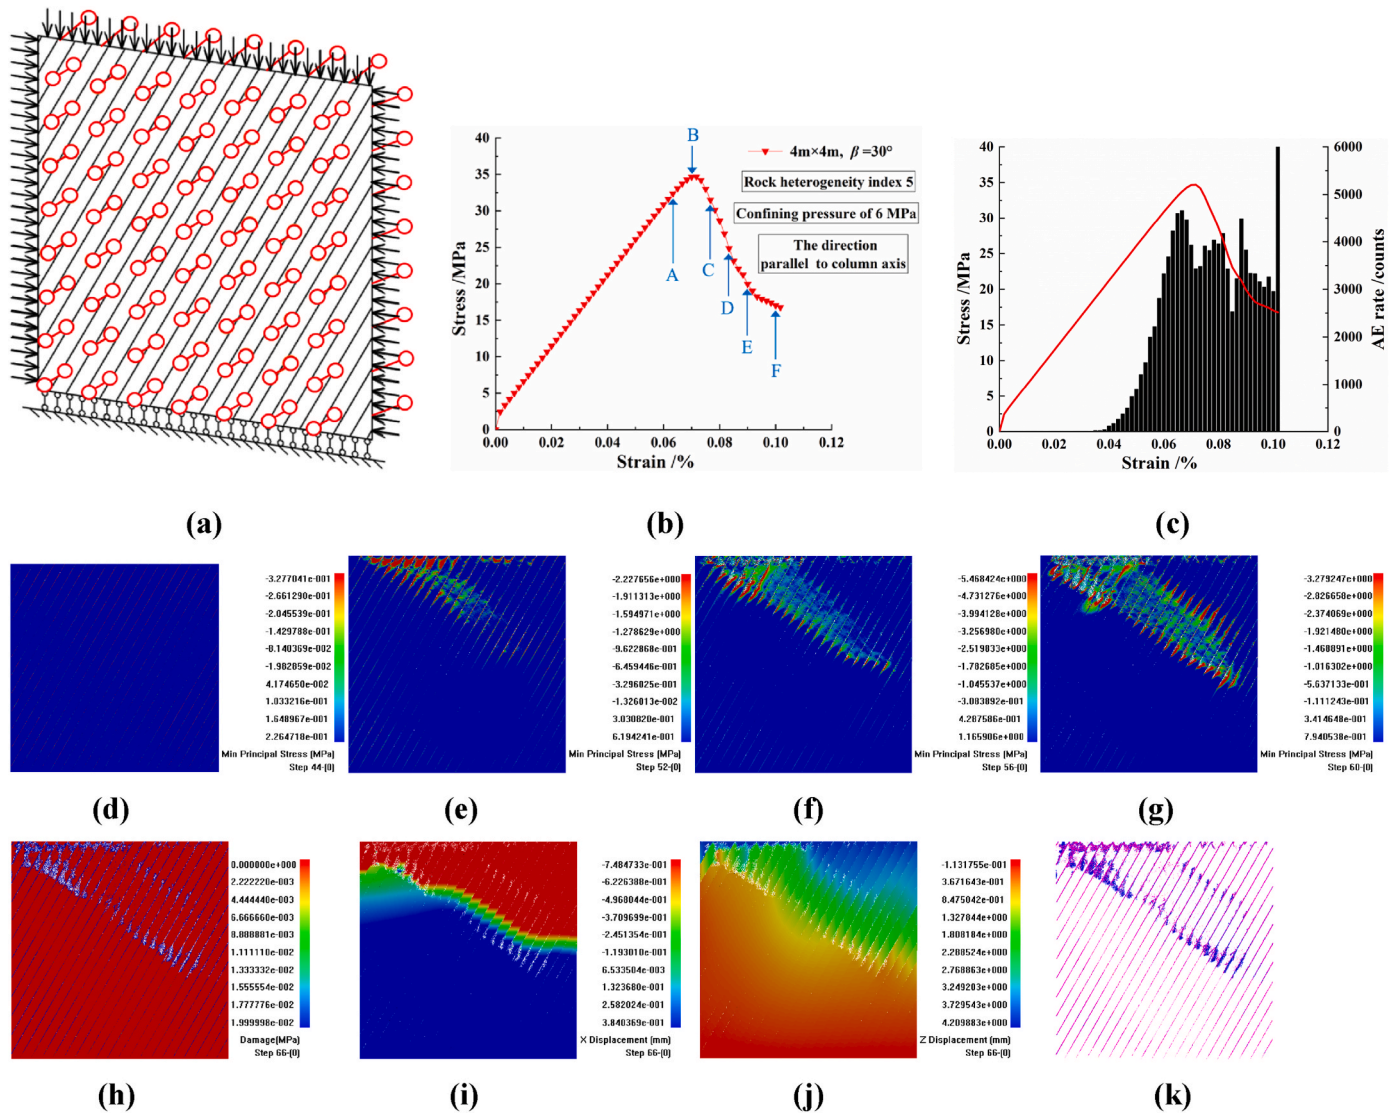 40
35
30
25
20
15
10
5
0
0.00
0.02
0.04
0.06
0.08
0.10
0.12
Stress /MPa
Strain /%
4m×4m, β =30°
Rock heterogeneity index 5
Confining pressure of 6 MPa
The direction
parallel to column axis
A
B
C
D
E
F
40
35
30
25
20
15
10
5
0
0.00
0.02
0.04
0.06
0.08
0.10
0.12
Stress /MPa
Strain /%
6000
5000
4000
3000
2000
1000
0
AE rate /counts
(a)
(b)
(c)
-3.277041e-001
-2.661290e-001
-2.045539e-001
-1.429788e-001
-8.140369e-002
-1.982859e-002
4.174650e-002
1.033216e-001
1.648967e-001
2.264718e-001
Min Principal Stress (MPa)
Step 44-(0)
-2.227656e+000
-1.911313e+000
-1.594971e+000
-1.278629e+000
-9.622868e-001
-6.459446e-001
-3.296025e-001
-1.326013e-002
3.030820e-001
6.194241e-001
Min Principal Stress (MPa)
Step 52-(0)
-5.468424e+000
-4.731276e+000
-3.994128e+000
-3.256980e+000
-2.519833e+000
-1.782685e+000
-1.045537e+000
-3.083892e-001
4.287586e-001
1.165906e+000
Min Principal Stress (MPa)
Step 56-(0)
-3.279247e+000
-2.826658e+000
-2.374069e+000
-1.921480e+000
-1.468891e+000
-1.016302e+000
-5.637133e-001
-1.111243e-001
3.414648e-001
7.940538e-001
Min Principal Stress (MPa)
Step 60-(0)
(d)
(e)
(f)
(g)
0.000000e+000
2.222220e-003
4.444440e-003
6.666660e-003
8.888881e-003
1.111110e-002
1.333332e-002
1.555554e-002
1.777776e-002
1.999998e-002
Damage(MPa)
Step 66-(0)
-7.484733e-001
-6.226388e-001
-4.968044e-001
-3.709699e-001
-2.451354e-001
-1.193010e-001
6.533504e-003
1.323680e-001
2.582024e-001
3.840369e-001
X Displacement (mm)
Step 66-(0)
-1.131755e-001
3.671643e-001
8.475042e-001
1.327844e+000
1.808184e+000
2.288524e+000
2.768863e+000
3.249203e+000
3.729543e+000
4.209883e+000
Z Displacement (mm)
Step 66-(0)
(h)
(i)
(j)
(k)